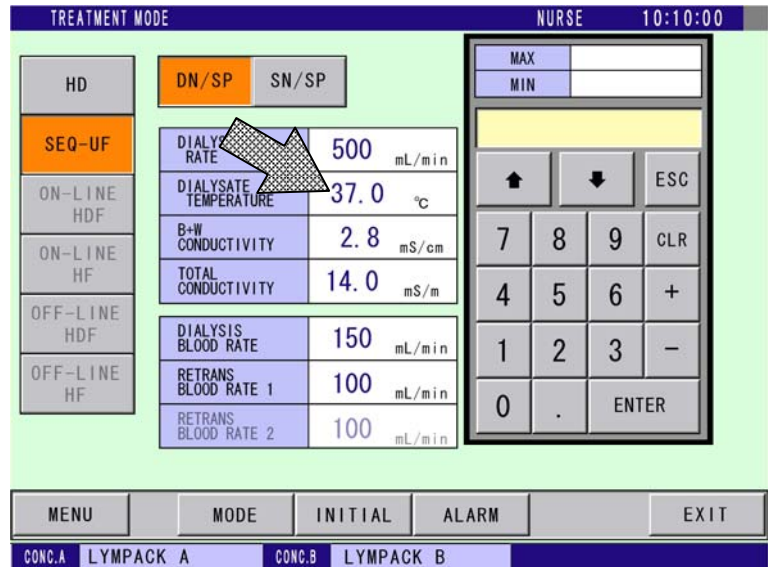 TREATMENT MODE NURSE 10:10:00
HD
SEQ-UF
ON-LINE
HDF
ON-LINE
HF
OFF-LINE
HDF
OFF-LINE
HF
DN/SP SN/SP
RATE 500 mL/min
DIALYSATE
TEMPERATURE 37.0 °C
B+W
CONDUCTIVITY 2.8 mS/cm
TOTAL
CONDUCTIVITY 14.0 mS/m
DIALYSIS
BLOOD RATE 150 mL/min
RETRANS
BLOOD RATE 1 100 mL/min
RETRANS
BLOOD RATE 2 100 mL/min
MAX
MIN
ESC
7 8 9 CLR
4 5 6 +
1 2 3 −
0 . ENTER
MENU MODE INITIAL ALARM EXIT
CONC.A LYMPACK A CONC.B LYMPACK B